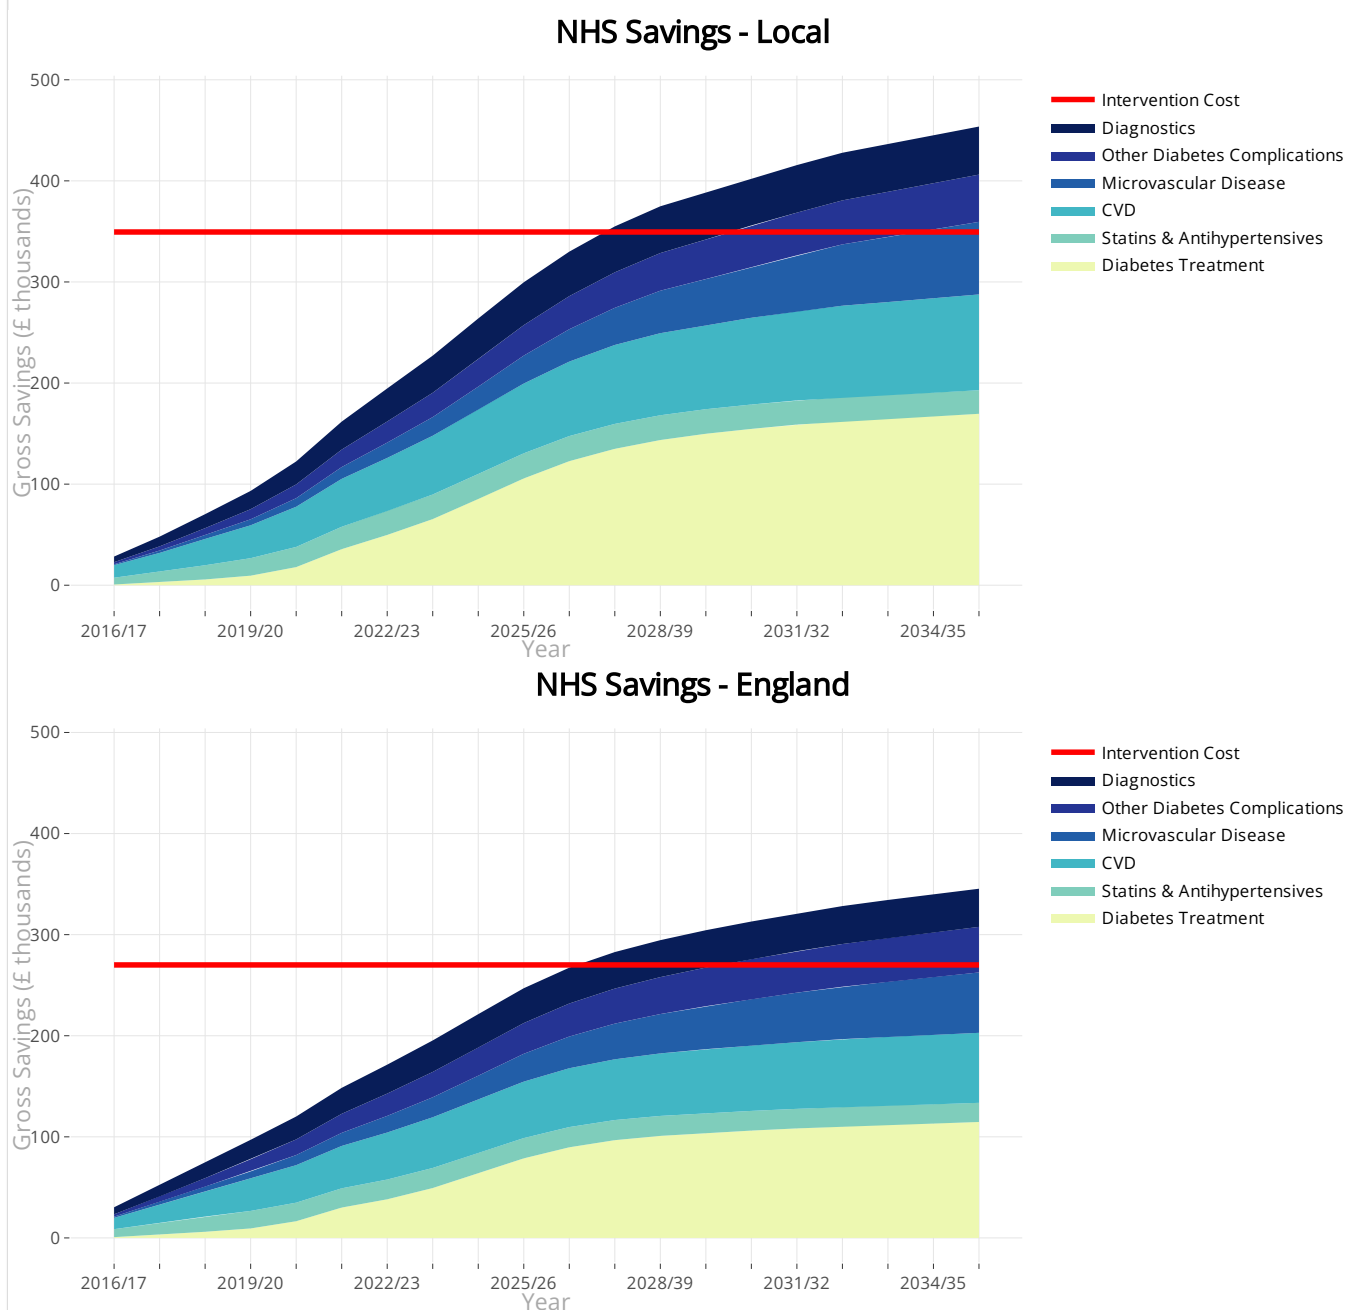 NHS Savings - Local
500
400
300
200
100
0
Gross Savings (£ thousands)
2016/17 2019/20 2022/23 2025/26 2028/39 2031/32 2034/35
Year
Intervention Cost
Diagnostics
Other Diabetes Complications
Microvascular Disease
CVD
Statins & Antihypertensives
Diabetes Treatment
NHS Savings - England
500
400
300
200
100
0
Gross Savings (£ thousands)
2016/17 2019/20 2022/23 2025/26 2028/39 2031/32 2034/35
Year
Intervention Cost
Diagnostics
Other Diabetes Complications
Microvascular Disease
CVD
Statins & Antihypertensives
Diabetes Treatment